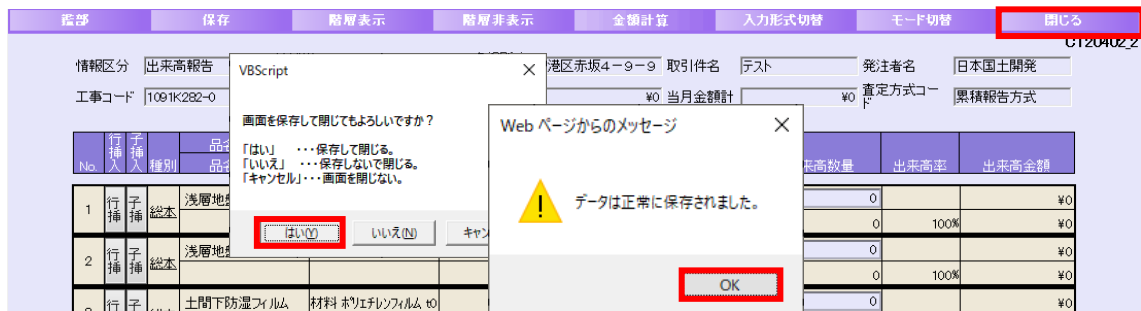 鑑部 保存 階層表示 階層非表示 金額計算 入力形式切替 モード切替 閉じる
CT20402_2
情報区分 出来高報告 港区赤坂4-9-9 取引件名 テスト 発注者名 日本国土開発
工事コード 1091K282-0 ¥0 当月金額計 ¥0 査定方式コード 累積報告方式
VBScript
画面を保存して閉じてもよろしいですか?
「はい」 ・・・保存して閉じる。
「いいえ」 ・・・保存しないで閉じる。
「キャンセル」・・・画面を閉じない。
はい(Y) いいえ(N) キャン
Web ページからのメッセージ
データは正常に保存されました。
OK
No. 行挿入 子挿入 種別 品 来高数量 出来高率 出来高金額
品
1 行挿 子挿 総本 浅層地 0 ¥0
0 100% ¥0
2 行挿 子挿 総本 浅層地 0 ¥0
0 100% ¥0
行 子 土間下防湿フィルム 材料 ポリエチレンフィルム t0 0 ¥0